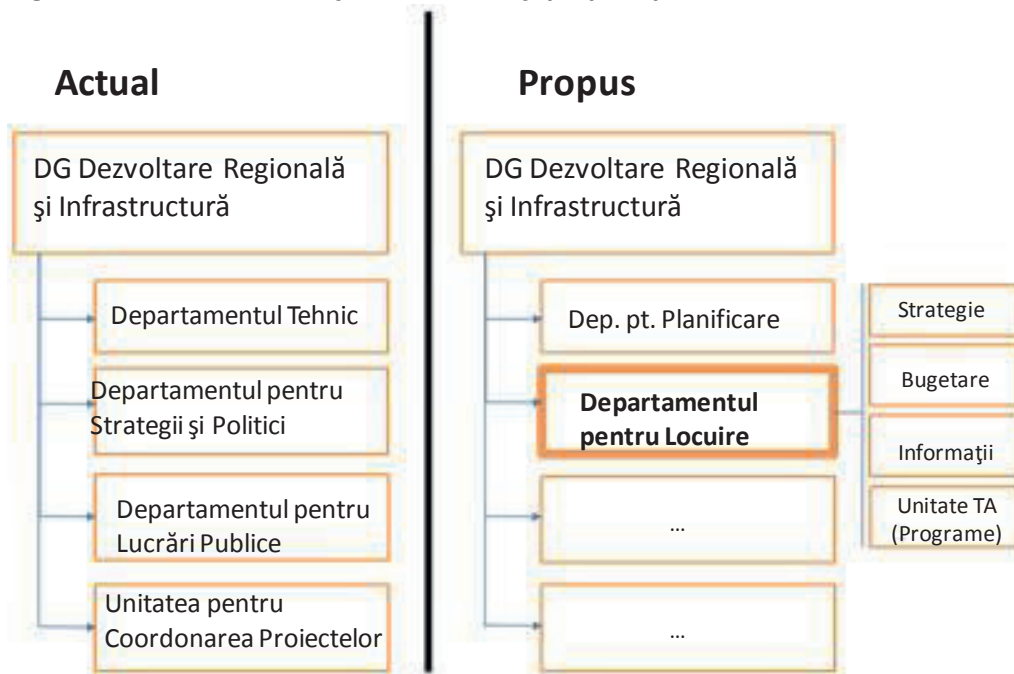 Actual
DG Dezvoltare Regională
şi Infrastructură
Departamentul Tehnic
Departamentul pentru
Strategii şi Politici
Departamentul pentru
Lucrări Publice
Unitatea pentru
Coordonarea Proiectelor
Propus
DG Dezvoltare Regională
şi Infrastructură
Dep. pt. Planificare
Departamentul
pentru Locuire
...
...
Strategie
Bugetare
Informaţii
Unitate TA
(Programe)